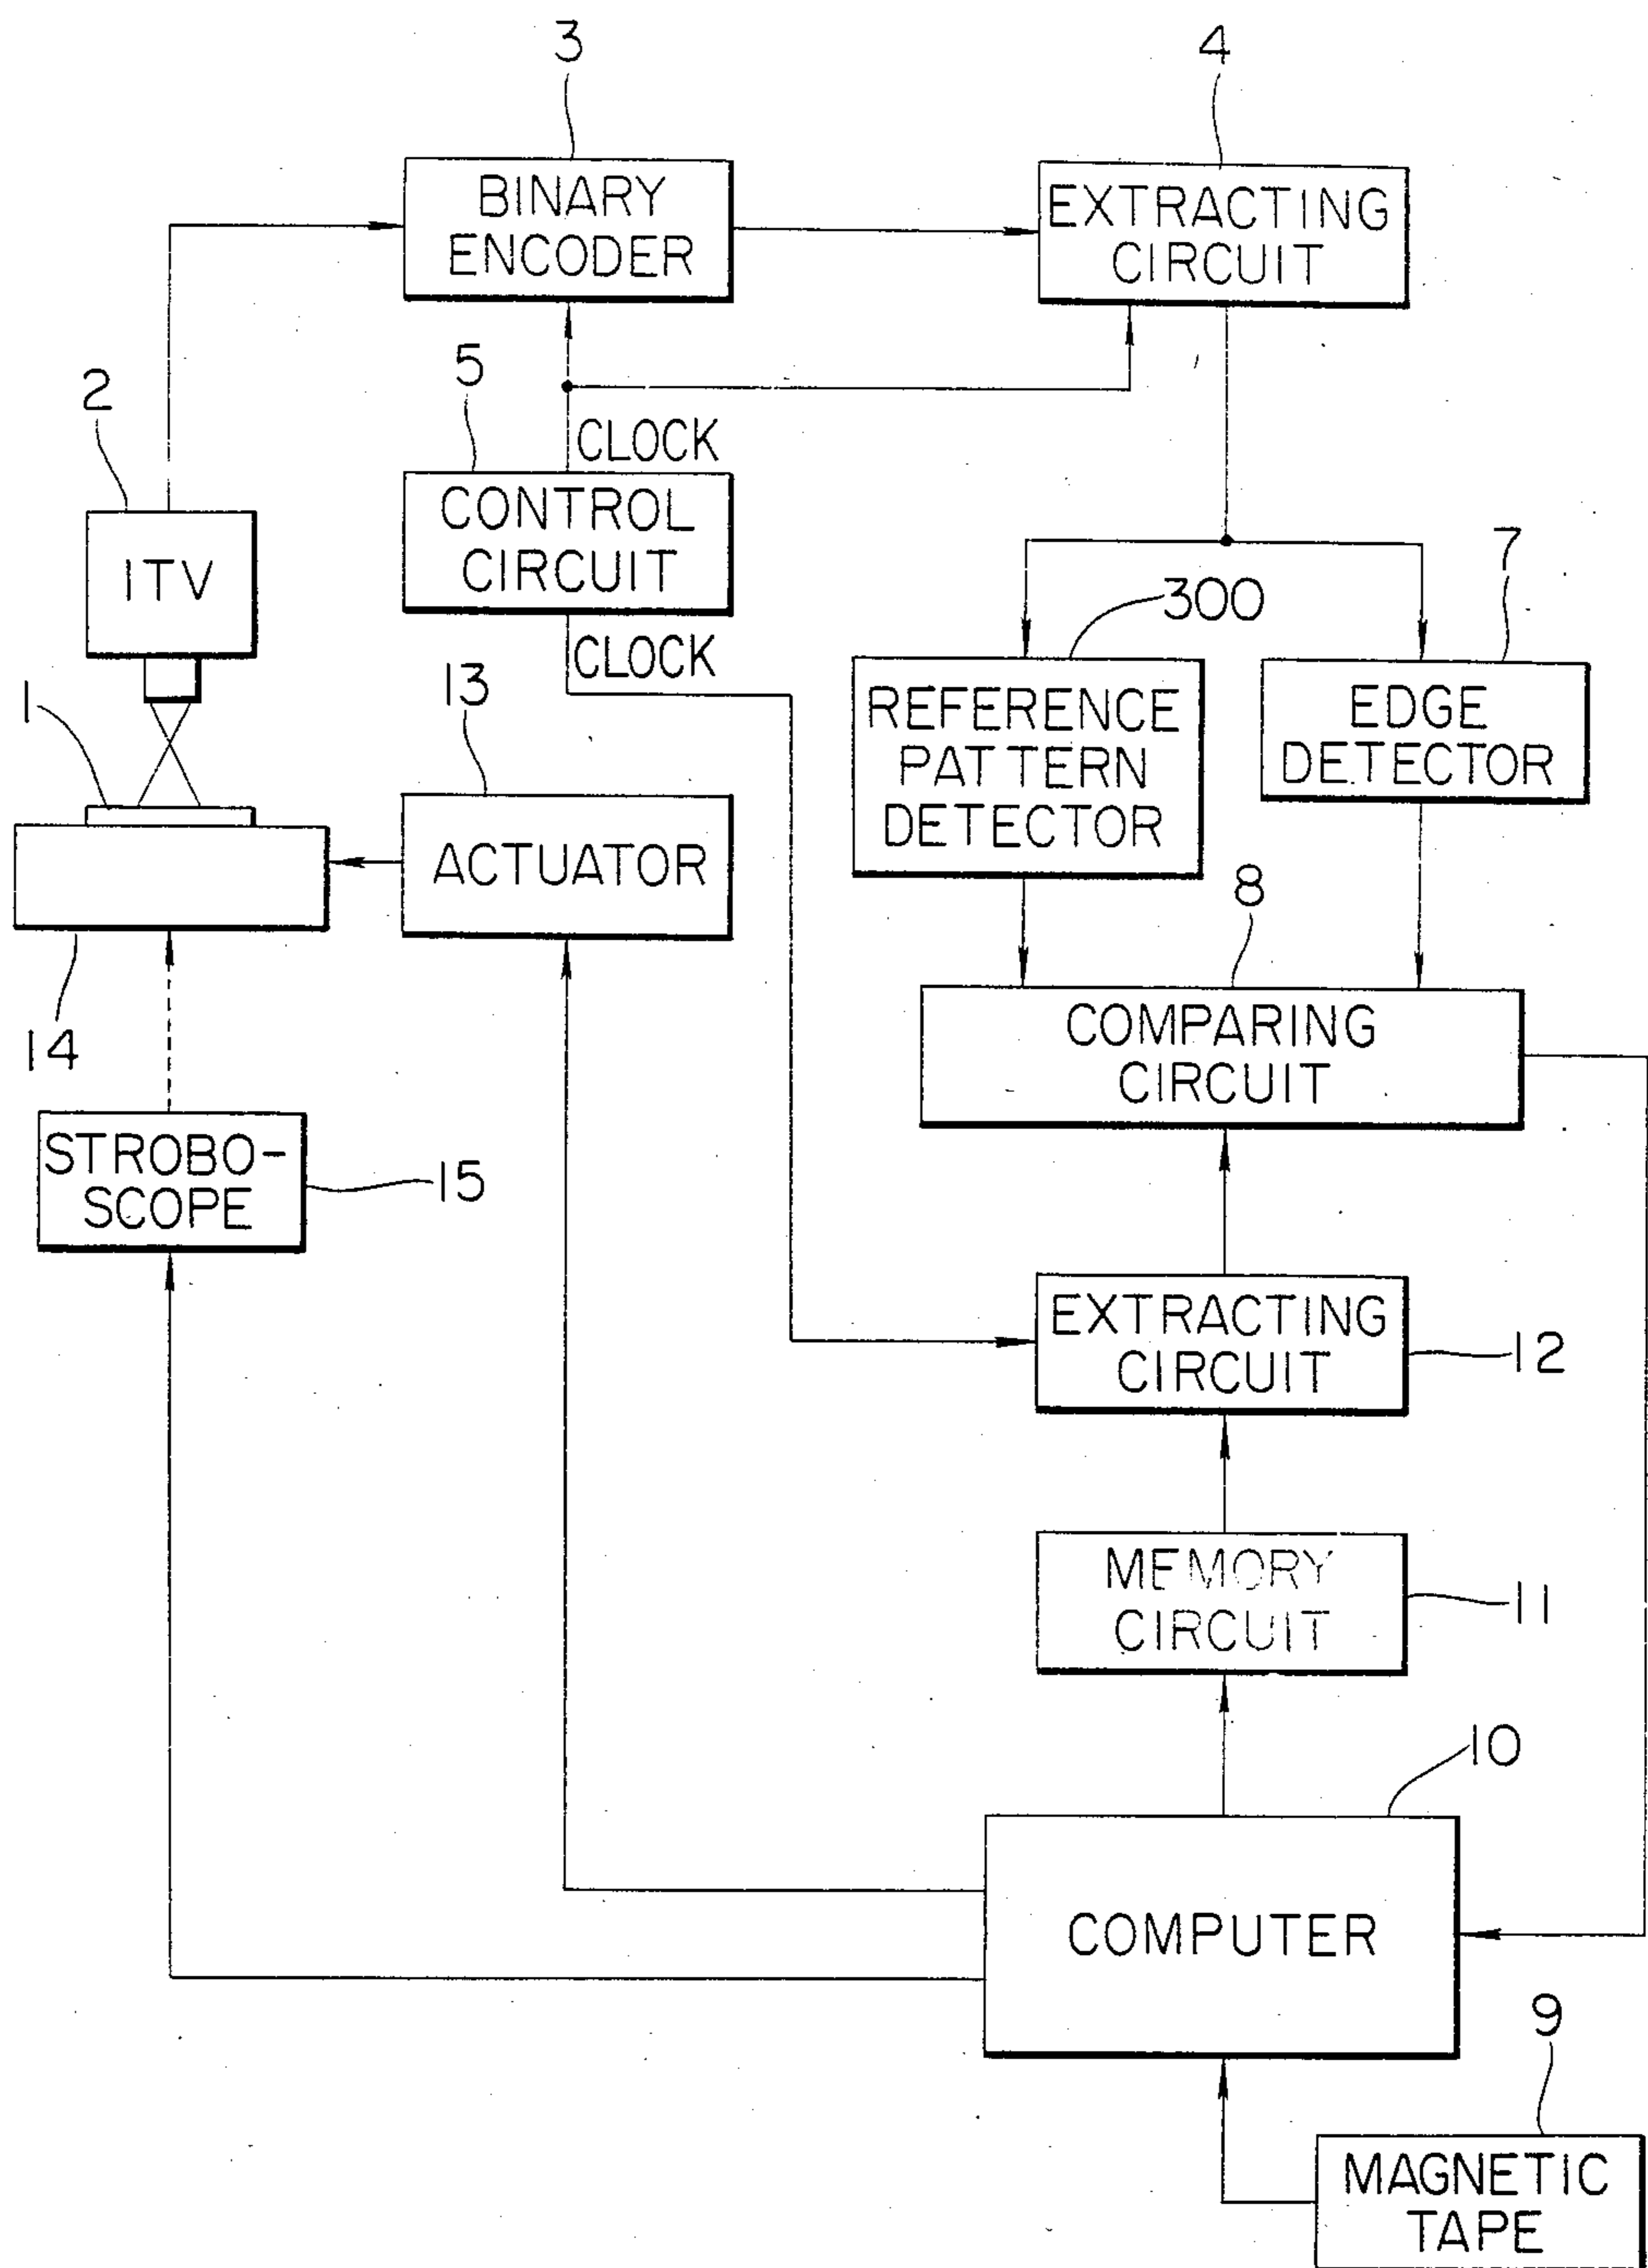 3
4
BINARY
ENCODER
EXTRACTING
CIRCUIT
5
2
CLOCK
CONTROL
CIRCUIT
7
ITV
300
CLOCK
13
1
REFERENCE
PATTERN
DETECTOR
EDGE
DETECTOR
ACTUATOR
8
14
COMPARING
CIRCUIT
STROBO-
SCOPE
15
EXTRACTING
CIRCUIT
12
MEMORY
CIRCUIT
11
10
COMPUTER
9
MAGNETIC
TAPE